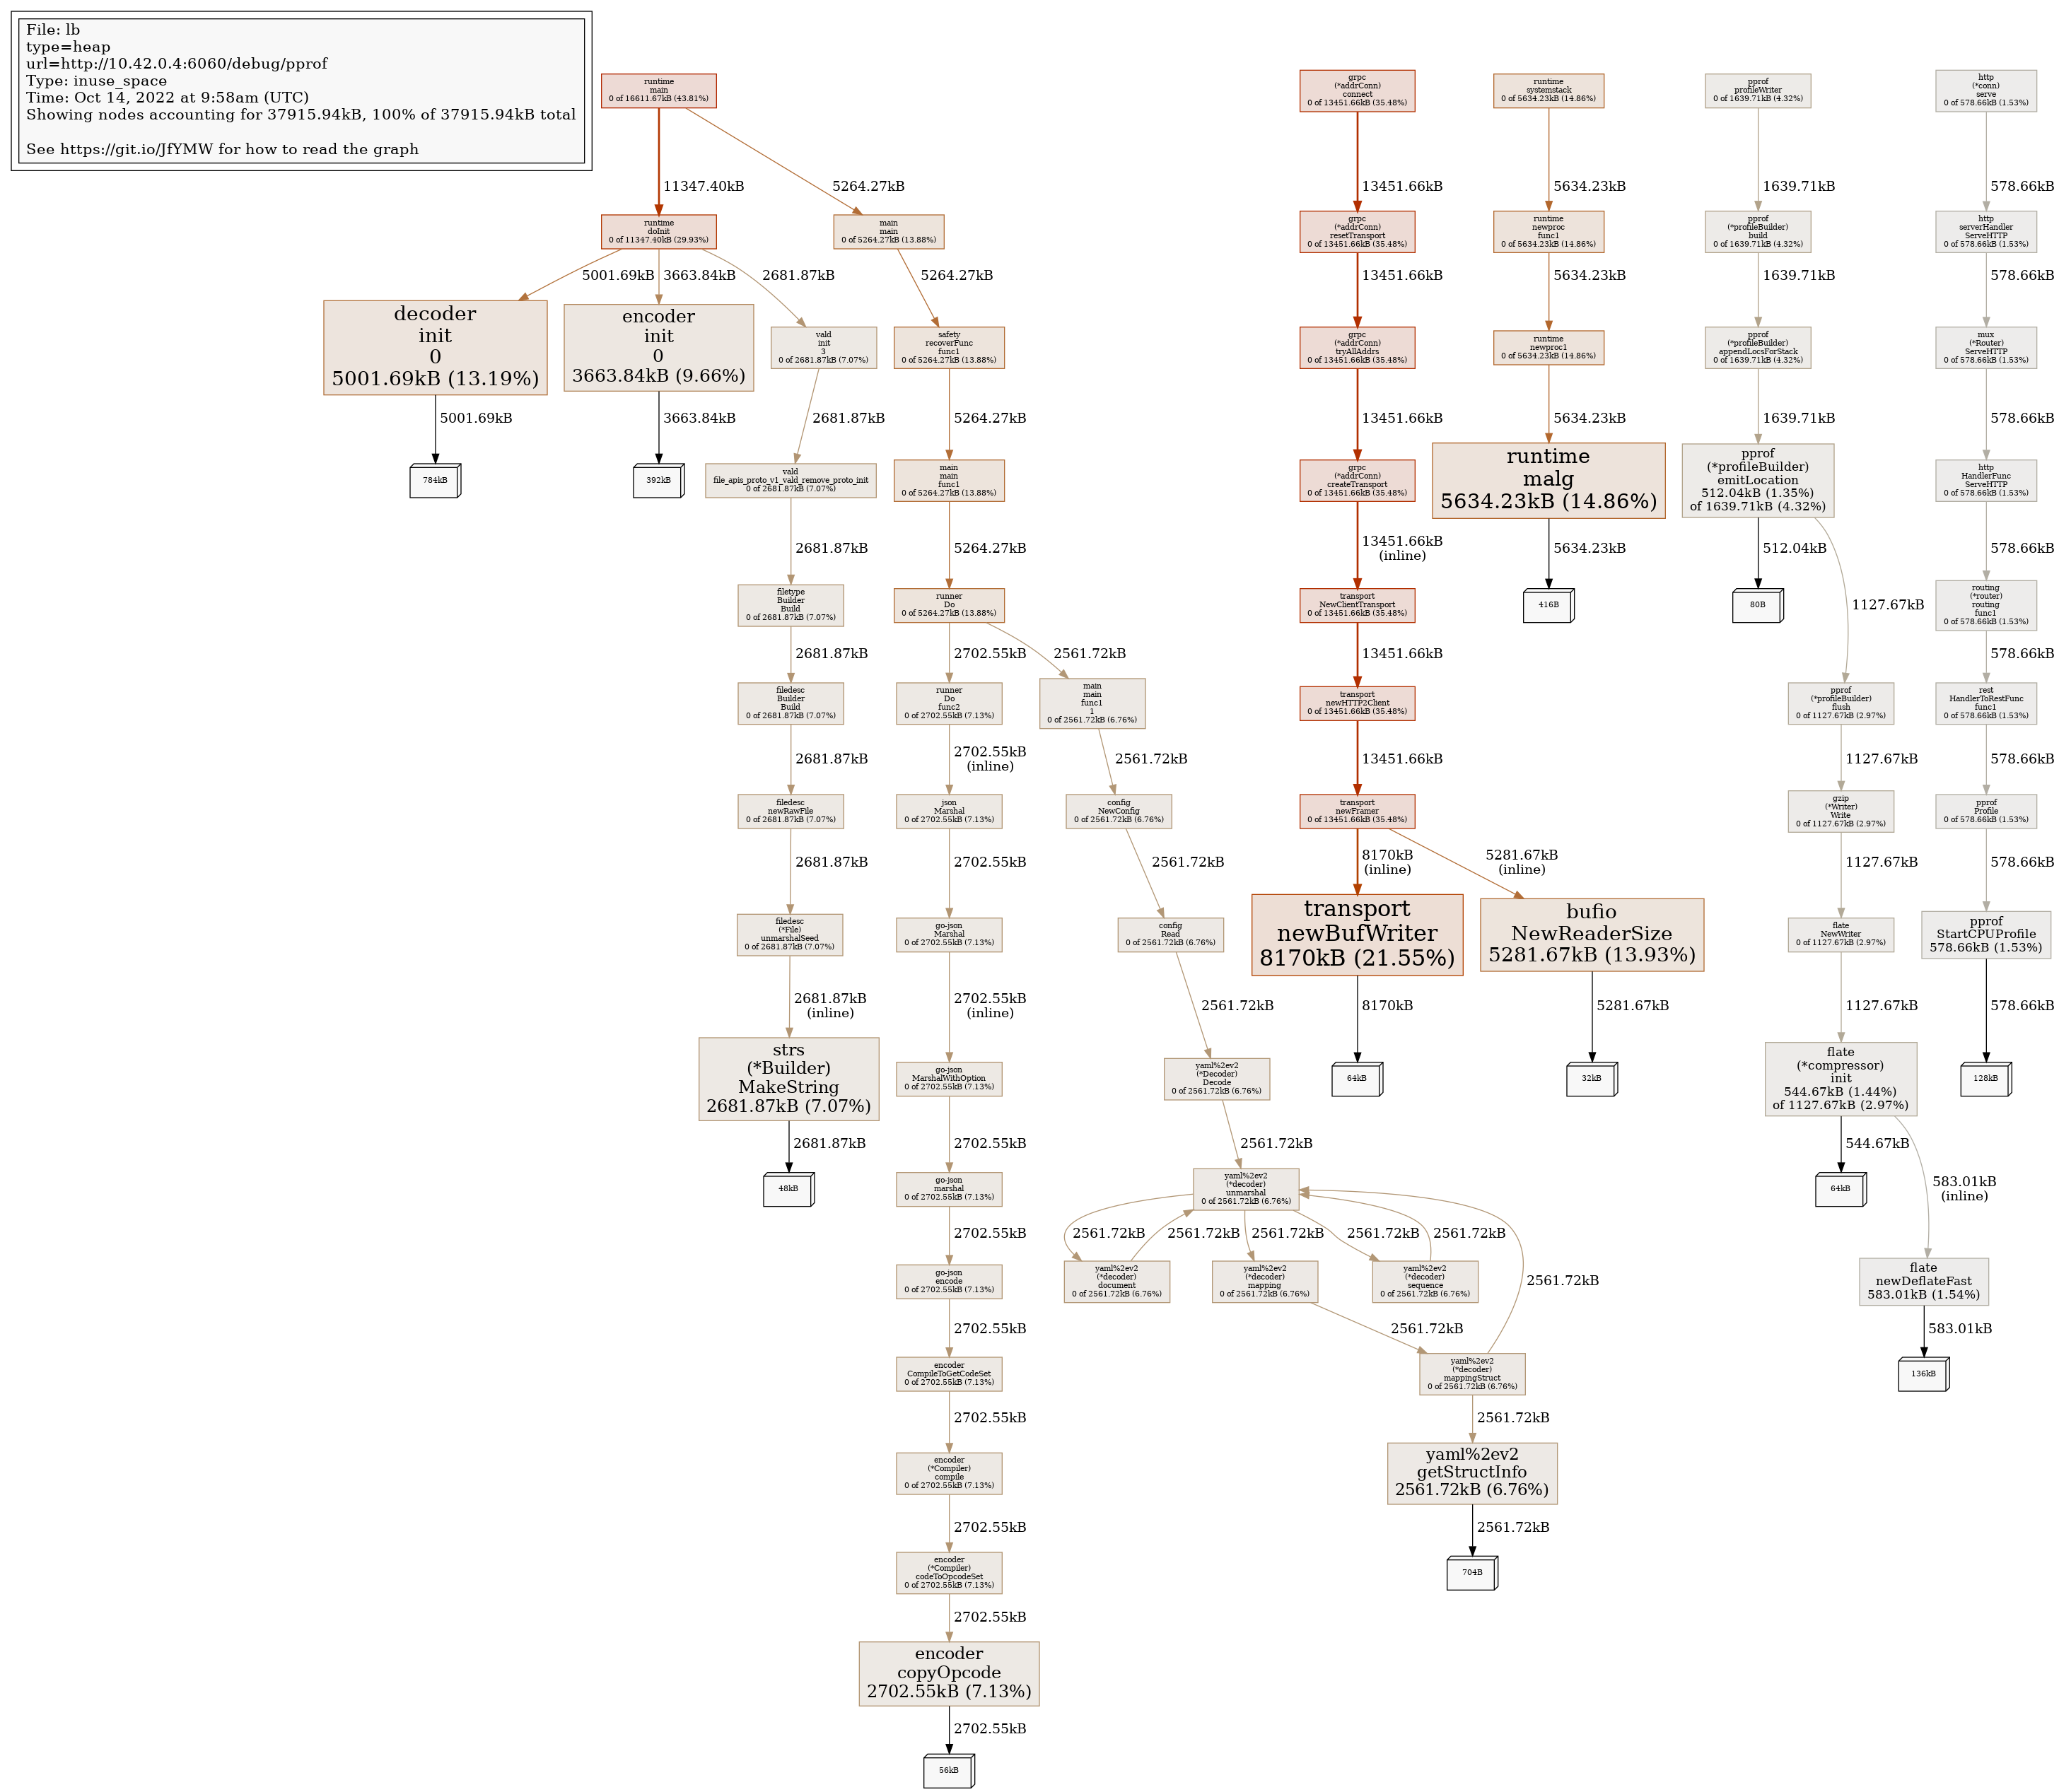 File: lb
type=heap
url=http://10.42.0.4:6060/debug/pprof
Type: inuse_space
Time: Oct 14, 2022 at 9:58am (UTC)
Showing nodes accounting for 37915.94kB, 100% of 37915.94kB total
See https://git.io/JfYMW for how to read the graph
runtime
main
0 of 16611.67kB (43.81%)
11347.40kB
5264.27kB
runtime
doInit
0 of 11347.40kB (29.93%)
main
main
0 of 5264.27kB (13.88%)
5001.69kB
3663.84kB
2681.87kB
5264.27kB
decoder
init
0
5001.69kB (13.19%)
5001.69kB
784kB
encoder
init
0
3663.84kB (9.66%)
3663.84kB
392kB
vald
init
3
0 of 2681.87kB (7.07%)
2681.87kB
vald
file_apis_proto_v1_vald_remove_proto_init
0 of 2681.87kB (7.07%)
2681.87kB
filetype
Builder
Build
0 of 2681.87kB (7.07%)
2681.87kB
filedesc
Builder
Build
0 of 2681.87kB (7.07%)
2681.87kB
filedesc
newRawFile
0 of 2681.87kB (7.07%)
2681.87kB
filedesc
(*File)
unmarshalSeed
0 of 2681.87kB (7.07%)
2681.87kB
(inline)
strs
(*Builder)
MakeString
2681.87kB (7.07%)
2681.87kB
48kB
safety
recoverFunc
func1
0 of 5264.27kB (13.88%)
5264.27kB
main
main
func1
0 of 5264.27kB (13.88%)
5264.27kB
runner
Do
0 of 5264.27kB (13.88%)
2702.55kB
2561.72kB
runner
Do
func2
0 of 2702.55kB (7.13%)
2702.55kB
(inline)
json
Marshal
0 of 2702.55kB (7.13%)
2702.55kB
go-json
Marshal
0 of 2702.55kB (7.13%)
2702.55kB
(inline)
go-json
MarshalWithOption
0 of 2702.55kB (7.13%)
2702.55kB
go-json
marshal
0 of 2702.55kB (7.13%)
2702.55kB
go-json
encode
0 of 2702.55kB (7.13%)
2702.55kB
encoder
CompileToGetCodeSet
0 of 2702.55kB (7.13%)
2702.55kB
encoder
(*Compiler)
compile
0 of 2702.55kB (7.13%)
2702.55kB
encoder
(*Compiler)
codeToOpcodeSet
0 of 2702.55kB (7.13%)
2702.55kB
encoder
copyOpcode
2702.55kB (7.13%)
2702.55kB
56kB
main
main
func1
1
0 of 2561.72kB (6.76%)
2561.72kB
config
NewConfig
0 of 2561.72kB (6.76%)
2561.72kB
config
Read
0 of 2561.72kB (6.76%)
2561.72kB
yaml%2ev2
(*Decoder)
Decode
0 of 2561.72kB (6.76%)
2561.72kB
yaml%2ev2
(*decoder)
unmarshal
0 of 2561.72kB (6.76%)
2561.72kB
2561.72kB
2561.72kB
2561.72kB
2561.72kB
2561.72kB
yaml%2ev2
(*decoder)
document
0 of 2561.72kB (6.76%)
yaml%2ev2
(*decoder)
mapping
0 of 2561.72kB (6.76%)
yaml%2ev2
(*decoder)
sequence
0 of 2561.72kB (6.76%)
2561.72kB
yaml%2ev2
(*decoder)
mappingStruct
0 of 2561.72kB (6.76%)
2561.72kB
yaml%2ev2
getStructInfo
2561.72kB (6.76%)
2561.72kB
704B
grpc
(*addrConn)
connect
0 of 13451.66kB (35.48%)
13451.66kB
grpc
(*addrConn)
resetTransport
0 of 13451.66kB (35.48%)
13451.66kB
grpc
(*addrConn)
tryAllAddrs
0 of 13451.66kB (35.48%)
13451.66kB
grpc
(*addrConn)
createTransport
0 of 13451.66kB (35.48%)
13451.66kB
(inline)
transport
NewClientTransport
0 of 13451.66kB (35.48%)
13451.66kB
transport
newHTTP2Client
0 of 13451.66kB (35.48%)
13451.66kB
transport
newFramer
0 of 13451.66kB (35.48%)
8170kB
(inline)
5281.67kB
(inline)
transport
newBufWriter
8170kB (21.55%)
8170kB
64kB
bufio
NewReaderSize
5281.67kB (13.93%)
5281.67kB
32kB
runtime
systemstack
0 of 5634.23kB (14.86%)
5634.23kB
runtime
newproc
func1
0 of 5634.23kB (14.86%)
5634.23kB
runtime
newproc1
0 of 5634.23kB (14.86%)
5634.23kB
runtime
malg
5634.23kB (14.86%)
5634.23kB
416B
pprof
profileWriter
0 of 1639.71kB (4.32%)
1639.71kB
pprof
(*profileBuilder)
build
0 of 1639.71kB (4.32%)
1639.71kB
pprof
(*profileBuilder)
appendLocsForStack
0 of 1639.71kB (4.32%)
1639.71kB
pprof
(*profileBuilder)
emitLocation
512.04kB (1.35%)
of 1639.71kB (4.32%)
512.04kB
80B
1127.67kB
pprof
(*profileBuilder)
flush
0 of 1127.67kB (2.97%)
1127.67kB
gzip
(*Writer)
Write
0 of 1127.67kB (2.97%)
1127.67kB
flate
NewWriter
0 of 1127.67kB (2.97%)
1127.67kB
flate
(*compressor)
init
544.67kB (1.44%)
of 1127.67kB (2.97%)
544.67kB
64kB
583.01kB
(inline)
flate
newDeflateFast
583.01kB (1.54%)
583.01kB
136kB
http
(*conn)
serve
0 of 578.66kB (1.53%)
578.66kB
http
serverHandler
ServeHTTP
0 of 578.66kB (1.53%)
578.66kB
mux
(*Router)
ServeHTTP
0 of 578.66kB (1.53%)
578.66kB
http
HandlerFunc
ServeHTTP
0 of 578.66kB (1.53%)
578.66kB
routing
(*router)
routing
func1
0 of 578.66kB (1.53%)
578.66kB
rest
HandlerToRestFunc
func1
0 of 578.66kB (1.53%)
578.66kB
pprof
Profile
0 of 578.66kB (1.53%)
578.66kB
pprof
StartCPUProfile
578.66kB (1.53%)
578.66kB
128kB